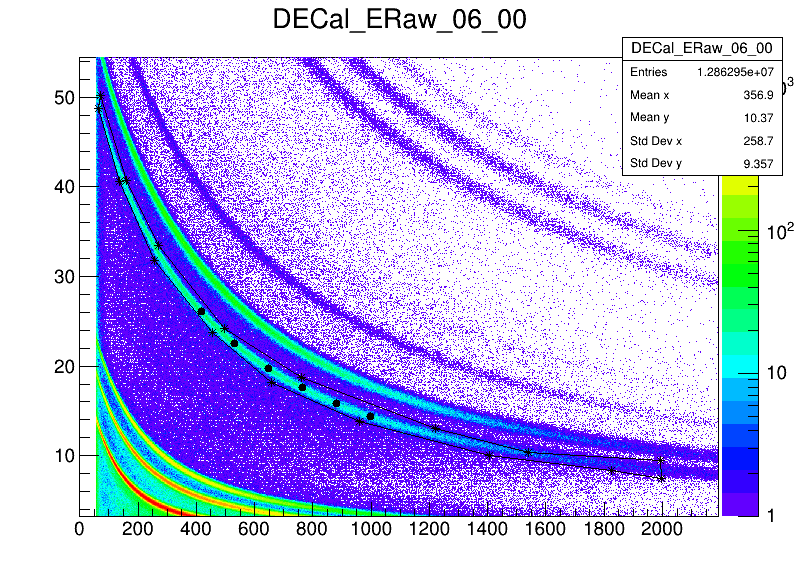 DECal_ERaw_06_00
DECal_ERaw_06_00
Entries 1.286295e+07
Mean x 356.9
Mean y 10.37
Std Dev x 258.7
Std Dev y 9.357
50
40
30
20
10
10²
10
1
0 200 400 600 800 1000 1200 1400 1600 1800 2000